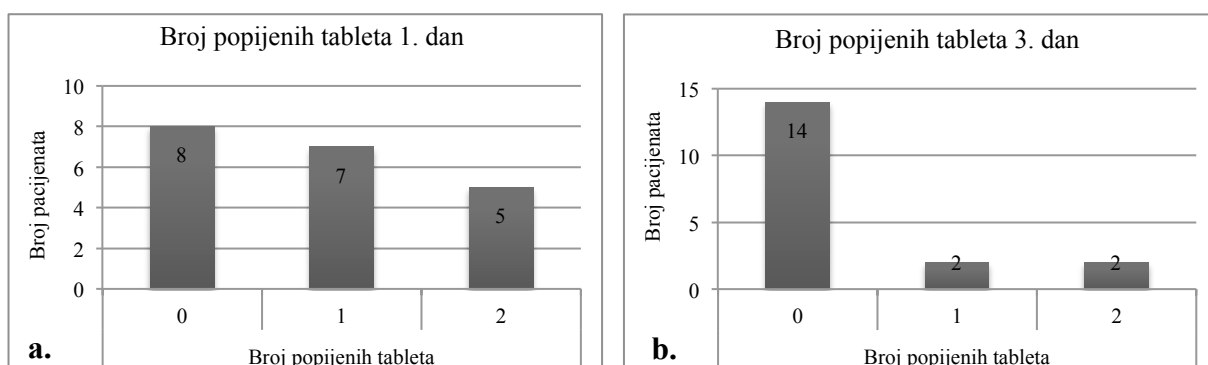 Broj popijenih tableta 1. dan
10
8
6
4
2
0
Broj pacijenata
8
7
5
0
1
2
Broj popijenih tableta
a.
Broj popijenih tableta 3. dan
15
10
5
0
Broj pacijenata
14
2
2
0
1
2
Broj popijenih tableta
b.